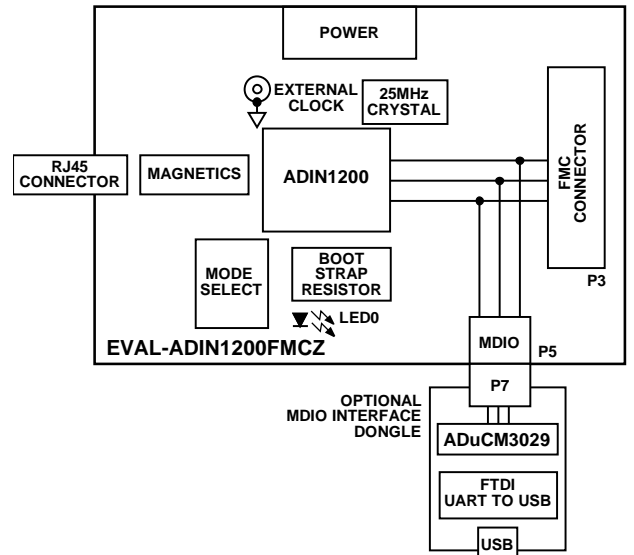 POWER
EXTERNAL
CLOCK
25MHz
CRYSTAL
FMC
CONNECTOR
RJ45
CONNECTOR
MAGNETICS
ADIN1200
MODE
SELECT
BOOT
STRAP
RESISTOR
LED0
P3
EVAL-ADIN1200FMCZ
MDIO
P5
P7
OPTIONAL
MDIO INTERFACE
DONGLE
ADuCM3029
FTDI
UART TO USB
USB